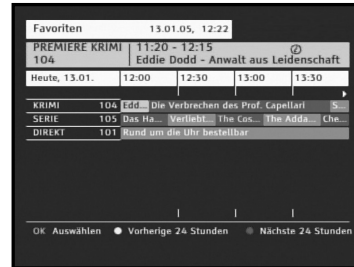 Favoriten 13.01.05, 12:22
PREMIERE KRIMI 11:20 - 12:15
104 Eddie Dodd - Anwalt aus Leidenschaft
Heute, 13.01. 12:00 12:30 13:00 13:30
KRIMI 104 Edd... Die Verbrechen des Prof. Capellari S...
SERIE 105 Das Ha... Verliebt... The Cos... The Adda... Che...
DIREKT 101 Rund um die Uhr bestellbar
OK Auswählen Vorherige 24 Stunden Nächste 24 Stunden